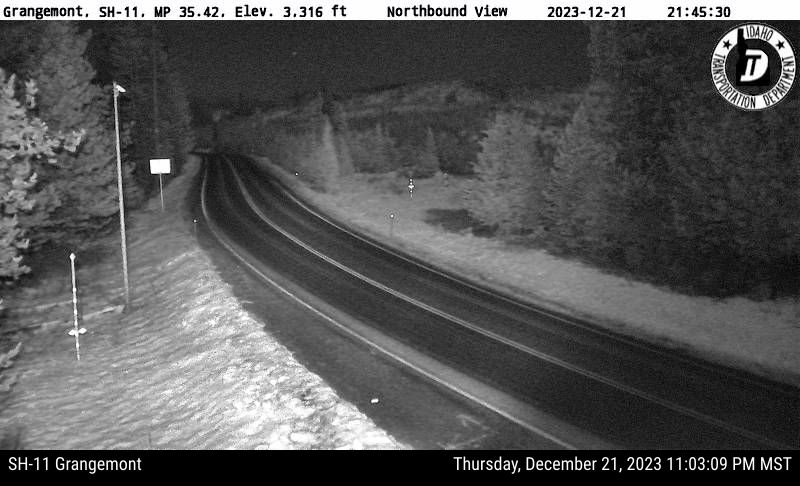 Grangemont, SH-11, MP 35.42, Elev. 3,316 ft Northbound View 2023-12-21 21:45:30
IDAHO
TRANSPORTATION DEPARTMENT
SH-11 Grangemont Thursday, December 21, 2023 11:03:09 PM MST